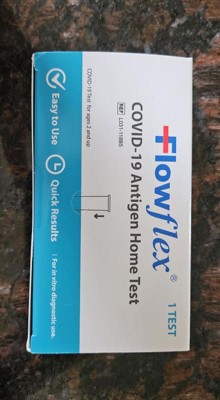 Flowflex®
COVID-19 Antigen Home Test
REF L031-118B5
COVID-19 Test for ages 2 and up
1 TEST
Easy to Use
Quick Results
For in vitro diagnostic use.